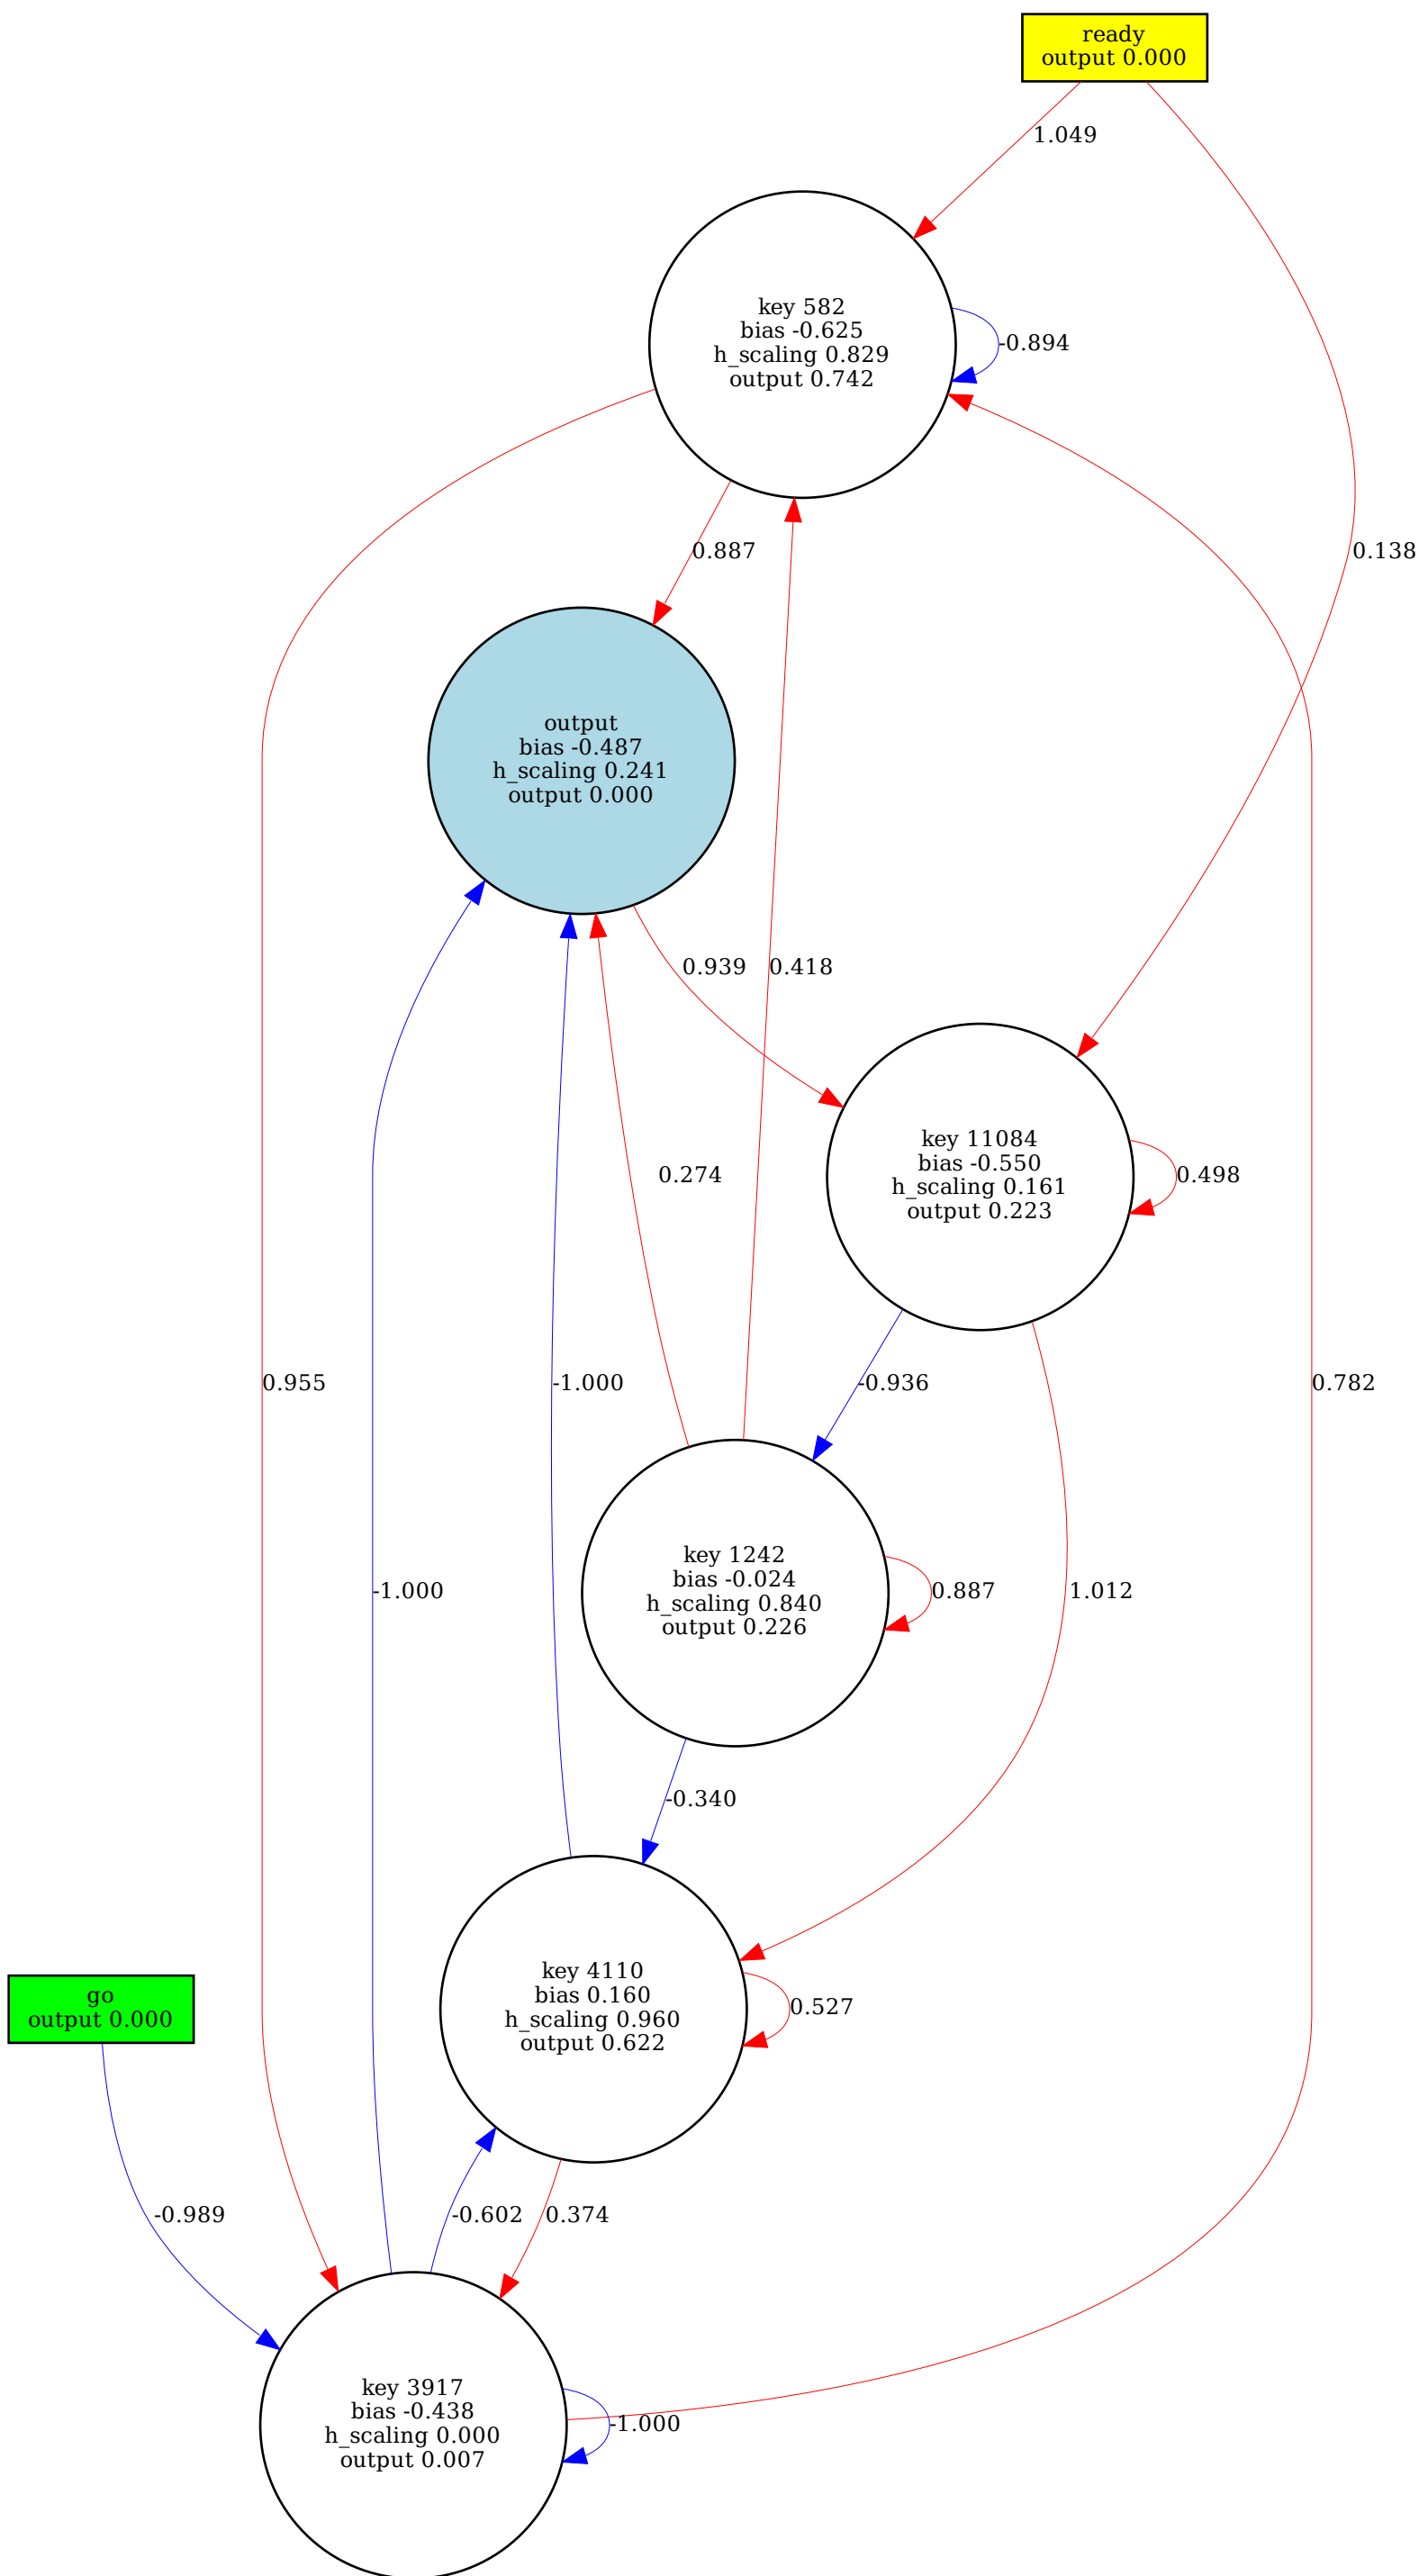 ready
output 0.000
1.049
key 582
bias -0.625
h_scaling 0.829
output 0.742
-0.894
0.887
0.138
output
bias -0.487
h_scaling 0.241
output 0.000
0.939
0.418
key 11084
bias -0.550
h_scaling 0.161
output 0.223
0.274
0.498
0.955
-1.000
-0.936
0.782
key 1242
bias -0.024
h_scaling 0.840
output 0.226
-1.000
0.887
1.012
-0.340
key 4110
bias 0.160
h_scaling 0.960
output 0.622
go
output 0.000
0.527
-0.989
-0.602
0.374
key 3917
bias -0.438
h_scaling 0.000
output 0.007
-1.000